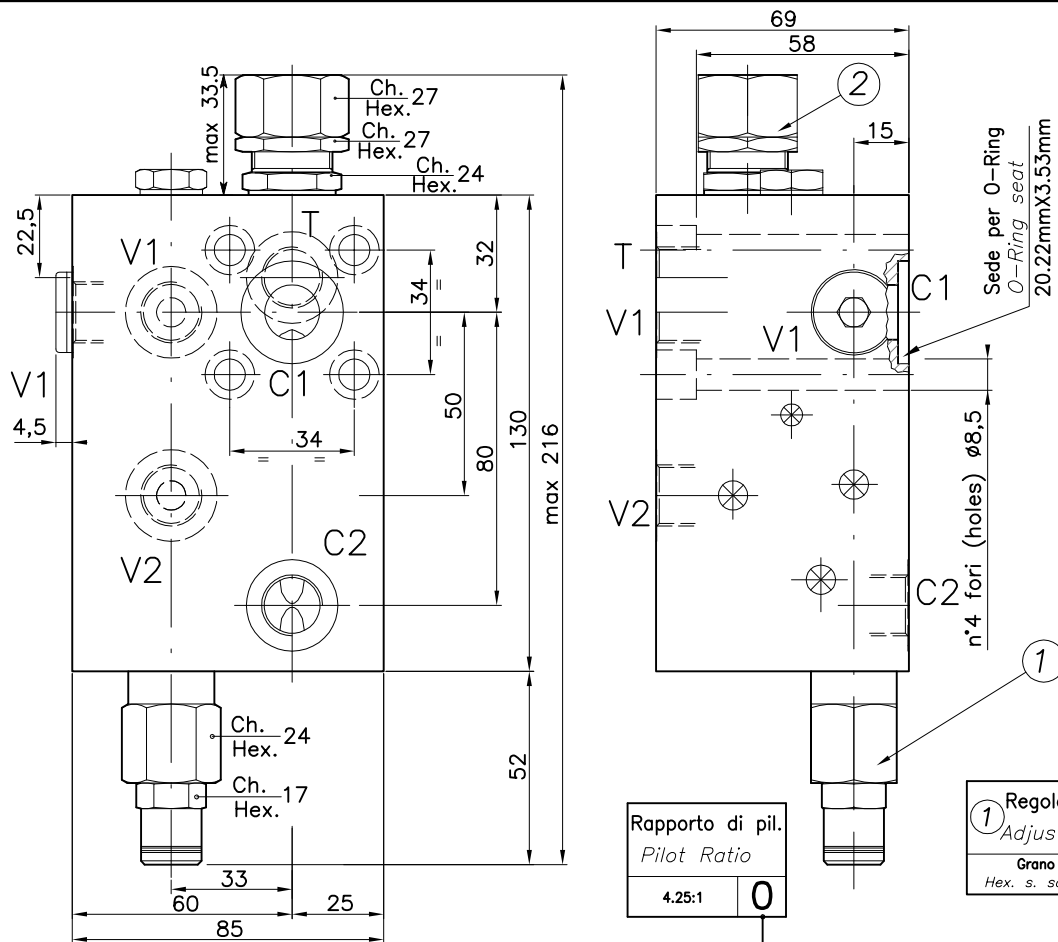 69
58
15
max 33.5
Ch. 27
Hex.
Ch. 27
Hex.
Ch. 24
Hex.
2
22,5
V1
T
32
34
=
=
V1
C1
4,5
34
= =
50
80
130
max 216
V2
C2
T
V1
V1
C1
V2
C2
Sede per O-Ring
O-Ring seat
20.22mmX3.53mm
n°4 fori (holes) ø8,5
1
Ch. 24
Hex.
Ch. 17
Hex.
52
33
60
25
85
Rapporto di pil.
Pilot Ratio
4.25:1 0
1
Grano